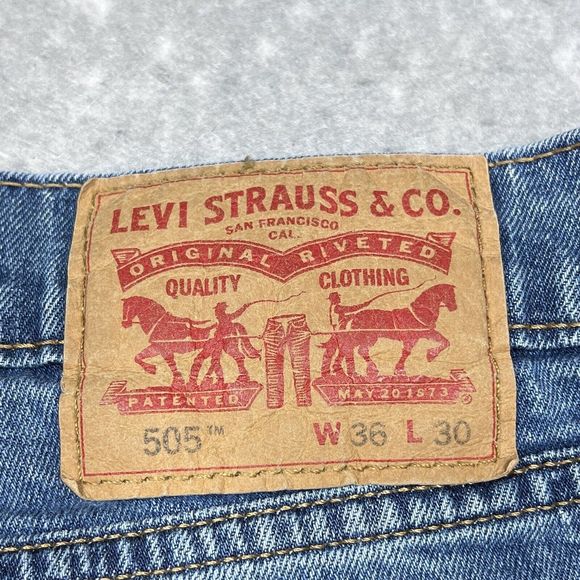 LEVI STRAUSS & CO.
SAN FRANCISCO
CAL.
ORIGINAL RIVETED
QUALITY CLOTHING
PATENTED MAY 20 1873 ®
505™ W 36 L 30